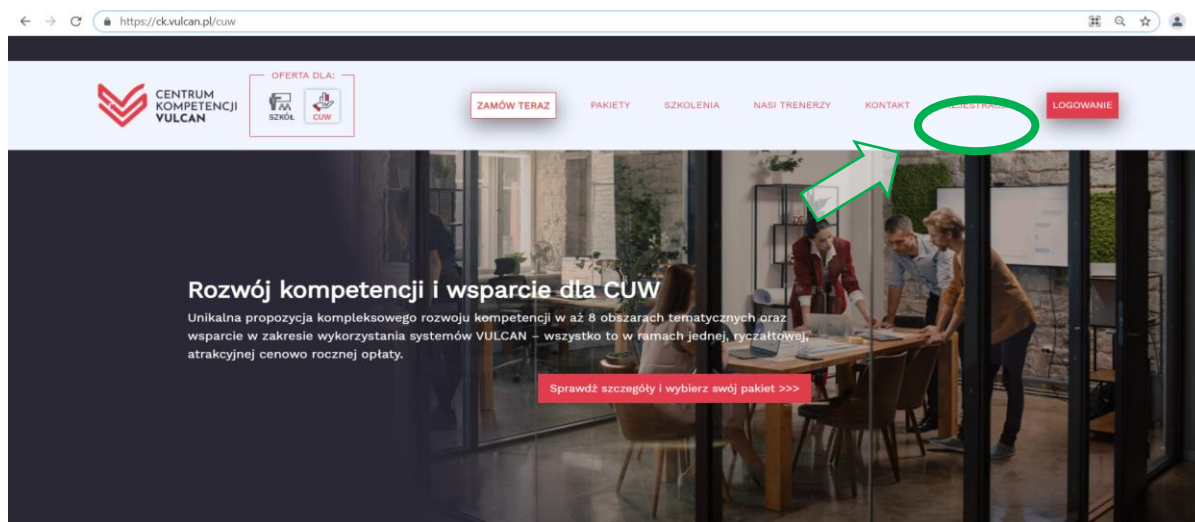 https://ck.vulcan.pl/cuw
OFERTA DLA:
CENTRUM
KOMPETENCJI
VULCAN
SZKÓŁ
CUW
ZAMÓW TERAZ
PAKIETY
SZKOLENIA
NASI TRENERZY
KONTAKT
LOGOWANIE
Rozwój kompetencji i wsparcie dla CUW
Unikalna propozycja kompleksowego rozwoju kompetencji w aż 8 obszarach tematycznych oraz
wsparcie w zakresie wykorzystania systemów VULCAN – wszystko to w ramach jednej, ryczałtowej,
atrakcyjnej cenowo rocznej opłaty.
Sprawdź szczegóły i wybierz swój pakiet >>>